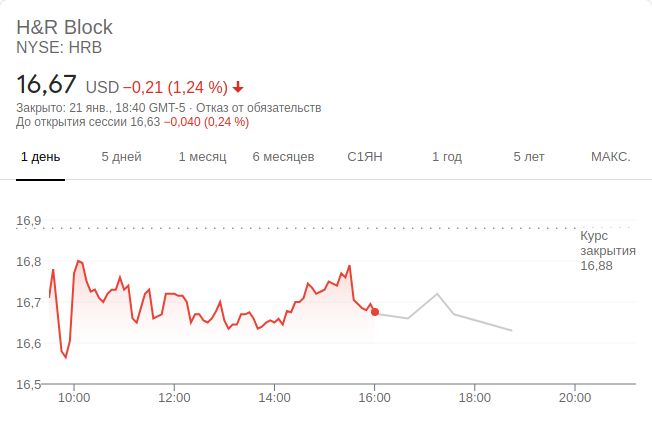 H&R Block
NYSE: HRB
16,67 USD −0,21 (1,24 %)
Закрыто: 21 янв., 18:40 GMT-5 · Отказ от обязательств
До открытия сессии 16,63 −0,040 (0,24 %)
1 день 5 дней 1 месяц 6 месяцев С1ЯН 1 год 5 лет МАКС.
16,9
Курс
закрытия
16,88
16,8
16,7
16,6
16,5
10:00 12:00 14:00 16:00 18:00 20:00